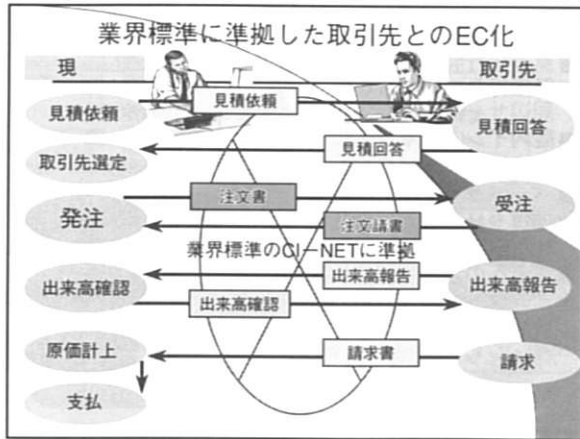 業界標準に準拠した取引先とのEC化
現
取引先
見積依頼
見積依頼
見積回答
取引先選定
見積回答
注文書
発注
受注
注文請書
業界標準のCI－NETに準拠
出来高報告
出来高確認
出来高報告
出来高確認
原価計上
請求書
請求
支払